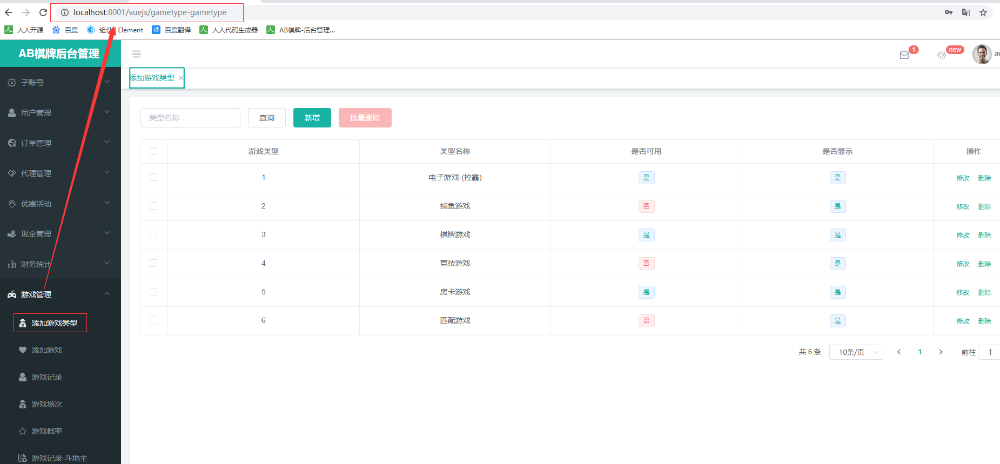 localhost:8001/vuejs/gametype-gametype
人人开源 百度 组件 | Element 百度翻译 人人代码生成器 AB棋牌-后台管理...
AB棋牌后台管理
1
new
子账号
用户管理
订单管理
代理管理
优惠活动
现金管理
财务统计
游戏管理
添加游戏类型
添加游戏
游戏记录
游戏场次
游戏概率
游戏记录-斗地主
添加游戏类型
类型名称 查询 新增 批量删除
游戏类型 类型名称 是否可用 是否显示 操作
1 电子游戏-(拉霸) 是 是 修改 删除
2 捕鱼游戏 否 是 修改 删除
3 棋牌游戏 是 是 修改 删除
4 竞技游戏 否 是 修改 删除
5 房卡游戏 是 是 修改 删除
6 匹配游戏 否 是 修改 删除
共 6 条 10条/页 1 前往 1